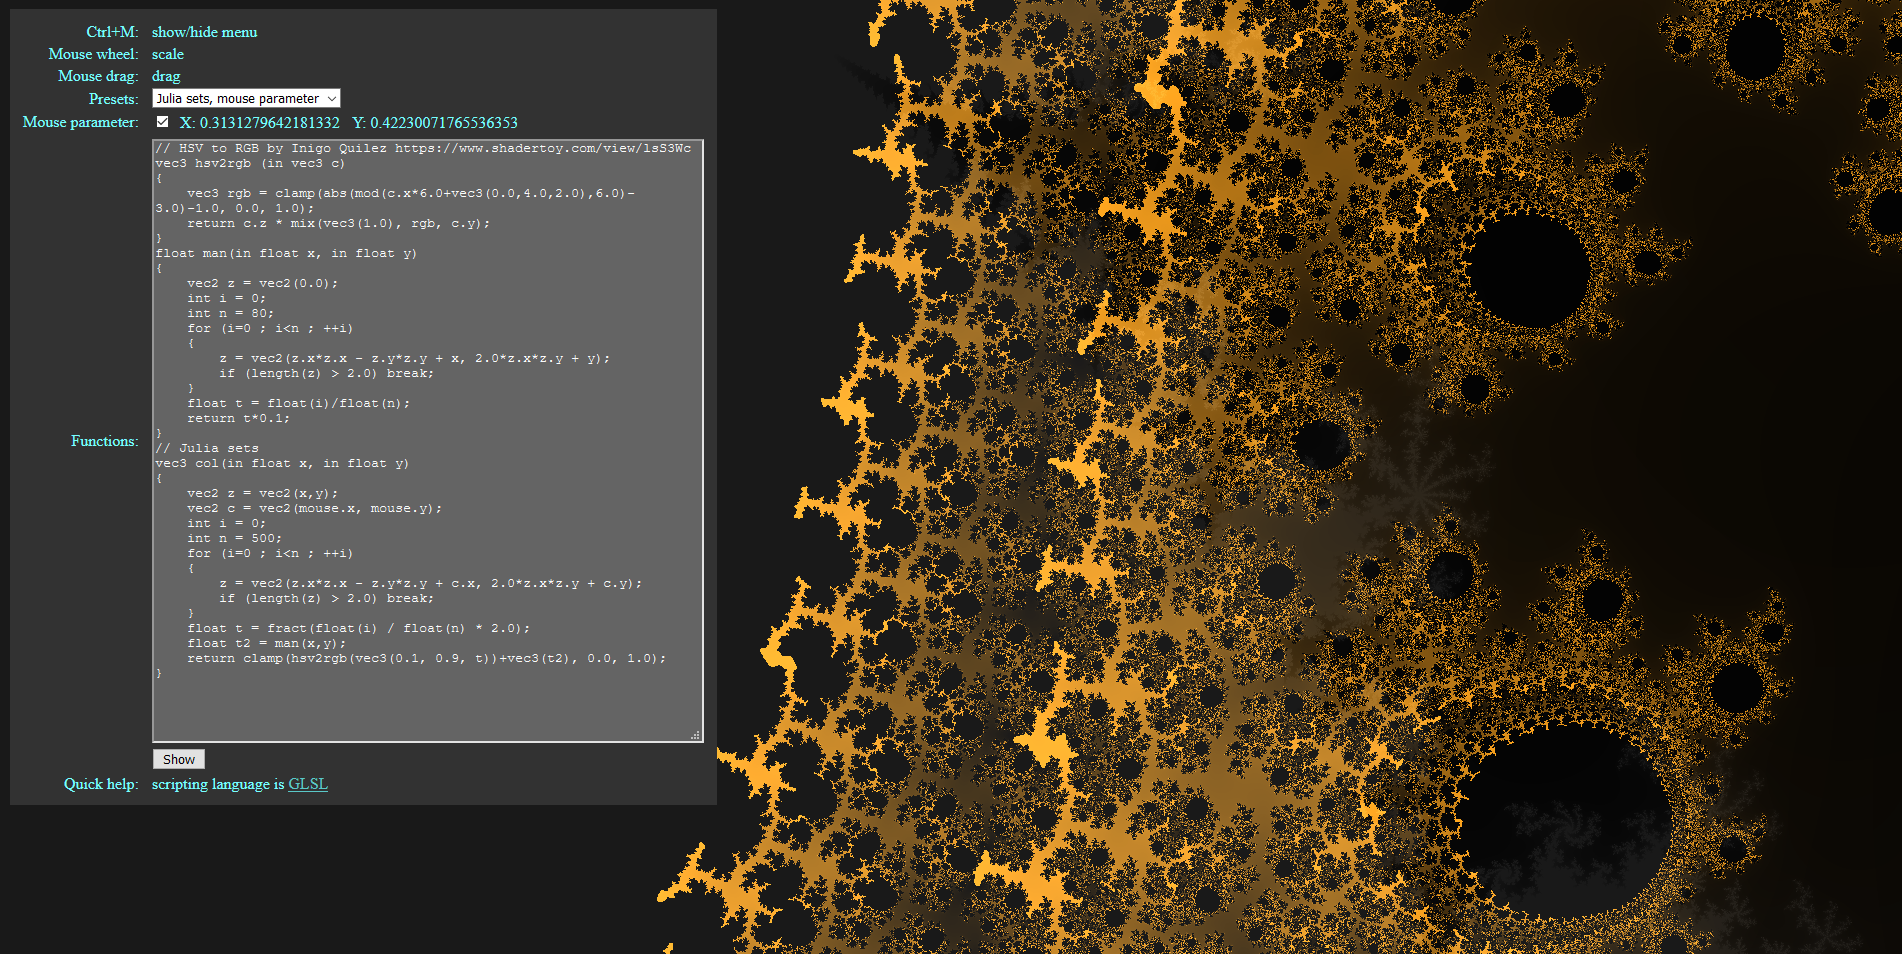 Ctrl+M: show/hide menu
Mouse wheel: scale
Mouse drag: drag
Presets: Julia sets, mouse parameter
Mouse parameter: X: 0.3131279642181332 Y: 0.42230071765536353
Functions:
// HSV to RGB by Inigo Quilez https://www.shadertoy.com/view/lsS3Wc
vec3 hsv2rgb (in vec3 c)
{
    vec3 rgb = clamp(abs(mod(c.x*6.0+vec3(0.0,4.0,2.0),6.0)-
3.0)-1.0, 0.0, 1.0);
    return c.z * mix(vec3(1.0), rgb, c.y);
}
float man(in float x, in float y)
{
    vec2 z = vec2(0.0);
    int i = 0;
    int n = 80;
    for (i=0 ; i<n ; ++i)
    {
        z = vec2(z.x*z.x - z.y*z.y + x, 2.0*z.x*z.y + y);
        if (length(z) > 2.0) break;
    }
    float t = float(i)/float(n);
    return t*0.1;
}
// Julia sets
vec3 col(in float x, in float y)
{
    vec2 z = vec2(x,y);
    vec2 c = vec2(mouse.x, mouse.y);
    int i = 0;
    int n = 500;
    for (i=0 ; i<n ; ++i)
    {
        z = vec2(z.x*z.x - z.y*z.y + c.x, 2.0*z.x*z.y + c.y);
        if (length(z) > 2.0) break;
    }
    float t = fract(float(i) / float(n) * 2.0);
    float t2 = man(x,y);
    return clamp(hsv2rgb(vec3(0.1, 0.9, t))+vec3(t2), 0.0, 1.0);
}
Show
Quick help: scripting language is GLSL